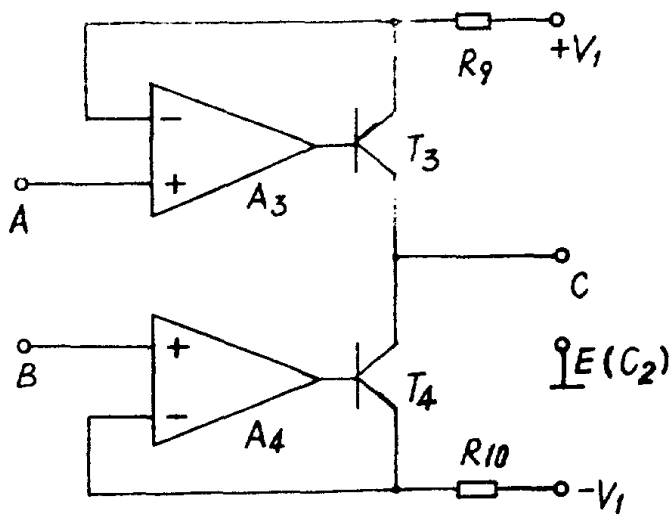 R9
+V1
−
+
A
A3
T3
C
+
B
−
A4
T4
E(C2)
R10
−V1